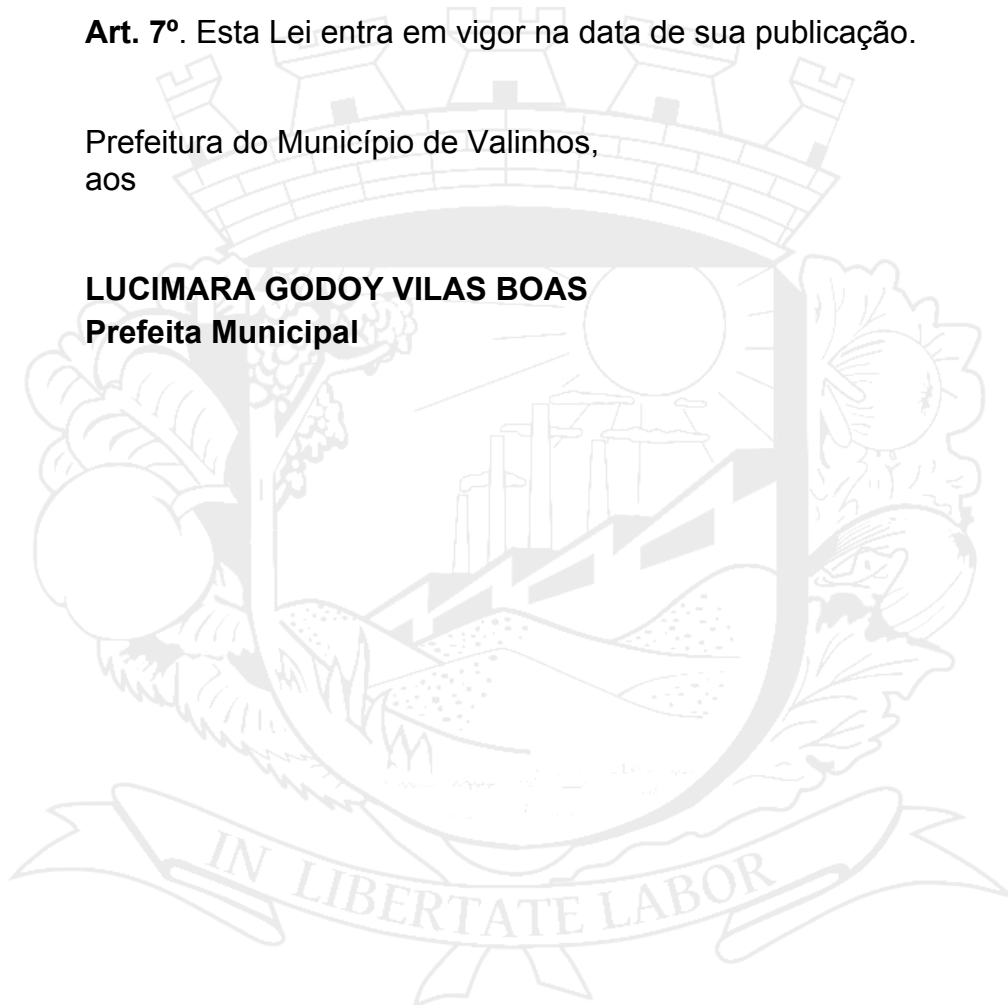 Art. 7º. Esta Lei entra em vigor na data de sua publicação.
Prefeitura do Município de Valinhos,
aos
LUCIMARA GODOY VILAS BOAS
Prefeita Municipal
IN LIBERTATE LABOR